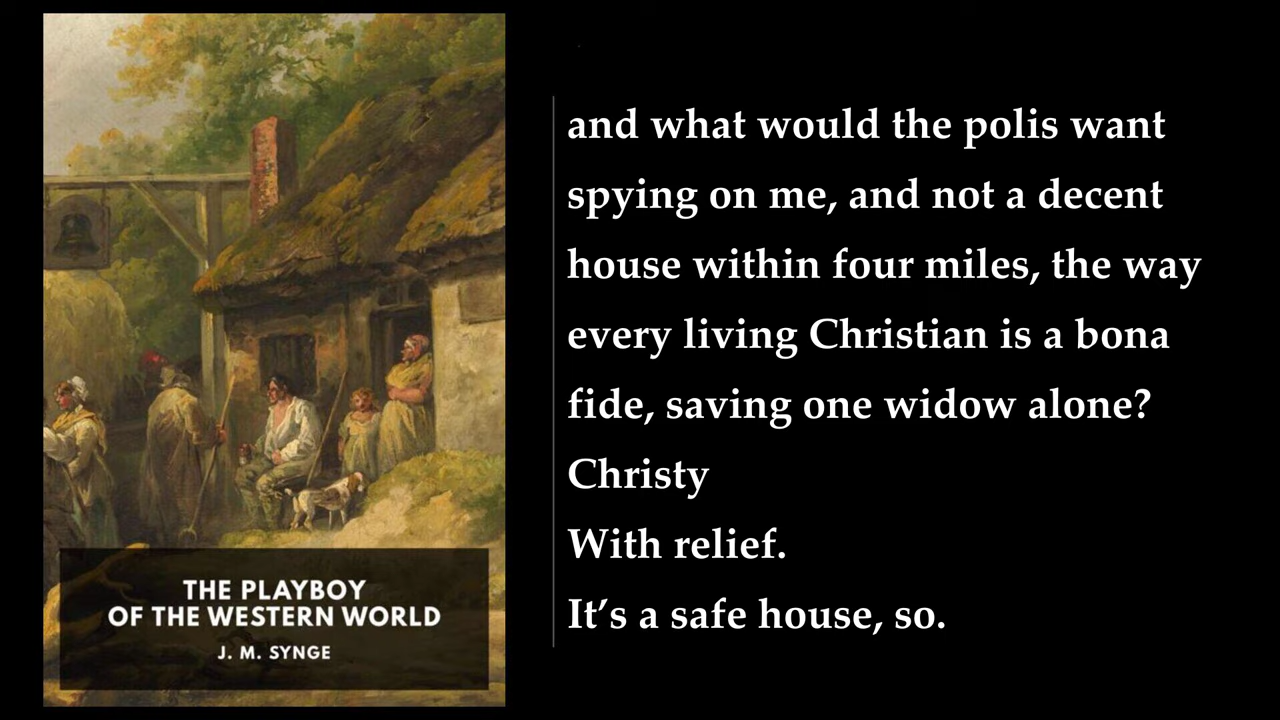 THE PLAYBOY
OF THE WESTERN WORLD
J. M. SYNGE
and what would the polis want
spying on me, and not a decent
house within four miles, the way
every living Christian is a bona
fide, saving one widow alone?
Christy
With relief.
It’s a safe house, so.